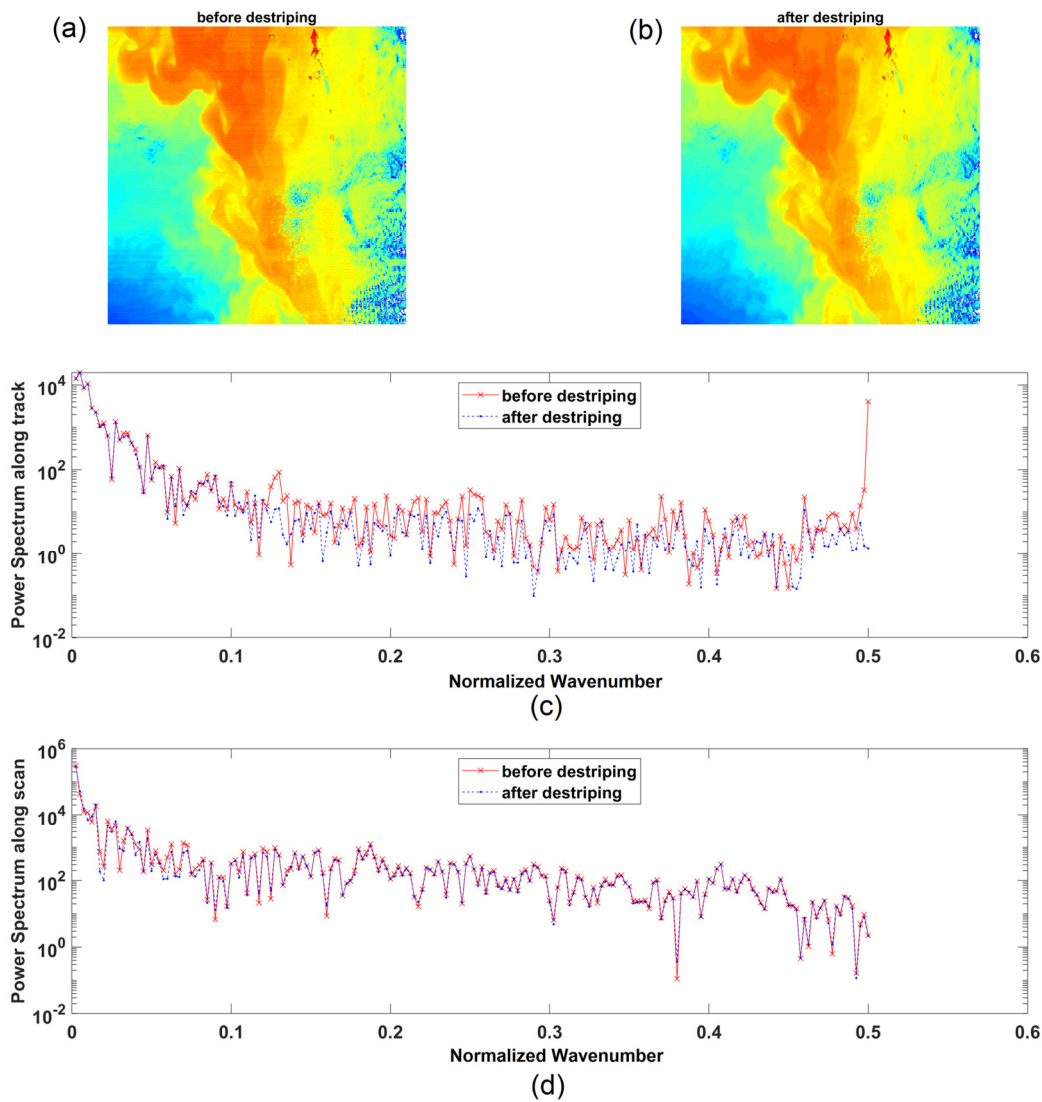 (a)
before destriping
(b)
after destriping
Power Spectrum along track
10^4
10^2
10^0
10^-2
before destriping
after destriping
0 0.1 0.2 0.3 0.4 0.5 0.6
Normalized Wavenumber
(c)
Power Spectrum along scan
10^6
10^4
10^2
10^0
10^-2
before destriping
after destriping
0 0.1 0.2 0.3 0.4 0.5 0.6
Normalized Wavenumber
(d)